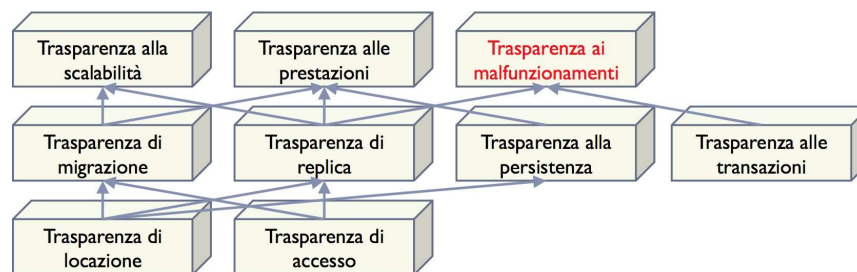 Trasparenza alla
scalabilità
Trasparenza alle
prestazioni
Trasparenza ai
malfunzionamenti
Trasparenza di
migrazione
Trasparenza di
replica
Trasparenza alla
persistenza
Trasparenza alle
transazioni
Trasparenza di
locazione
Trasparenza di
accesso